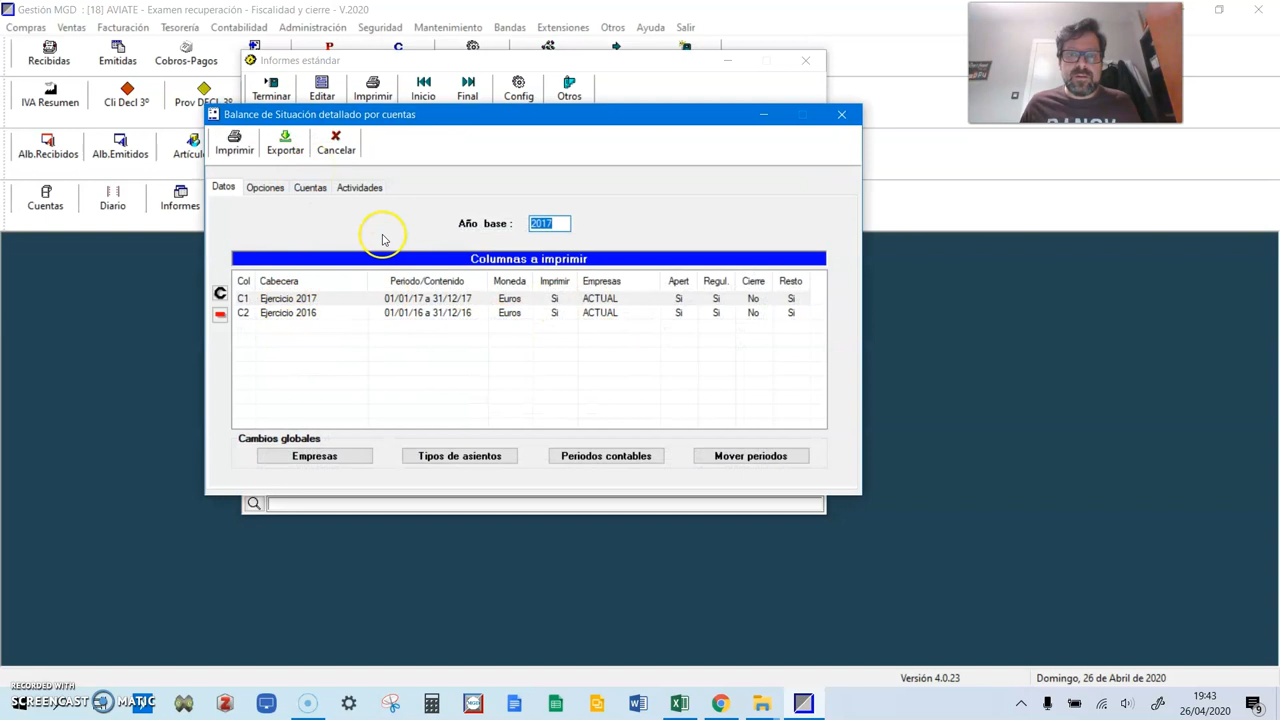 Gestión MGD : [18] AVIATE - Examen recuperación - Fiscalidad y cierre - V.2020
Compras Ventas Facturación Tesorería Contabilidad Administración Seguridad Mantenimiento Bandas Extensiones Otros Ayuda Salir
Recibidas Emitidas Cobros-Pagos
Informes estándar
IVA Resumen Cli Decl 3º Prov DECL 3º
Terminar Editar Imprimir Inicio Final Config Otros
Balance de Situación detallado por cuentas
Alb.Recibidos Alb.Emitidos Artícul
Imprimir Exportar Cancelar
Cuentas Diario Informes
Datos Opciones Cuentas Actividades
Año base : 2017
Columnas a imprimir
Col Cabecera Periodo/Contenido Moneda Imprimir Empresas Apert Regul. Cierre Resto
C1 Ejercicio 2017 01/01/17 a 31/12/17 Euros Si ACTUAL Si Si No Si
C2 Ejercicio 2016 01/01/16 a 31/12/16 Euros Si ACTUAL Si Si No Si
Cambios globales
Empresas Tipos de asientos Periodos contables Mover periodos
Versión 4.0.23 Domingo, 26 de Abril de 2020
RECORDED WITH
SCREENCAST MATIC
19:43
26/04/2020